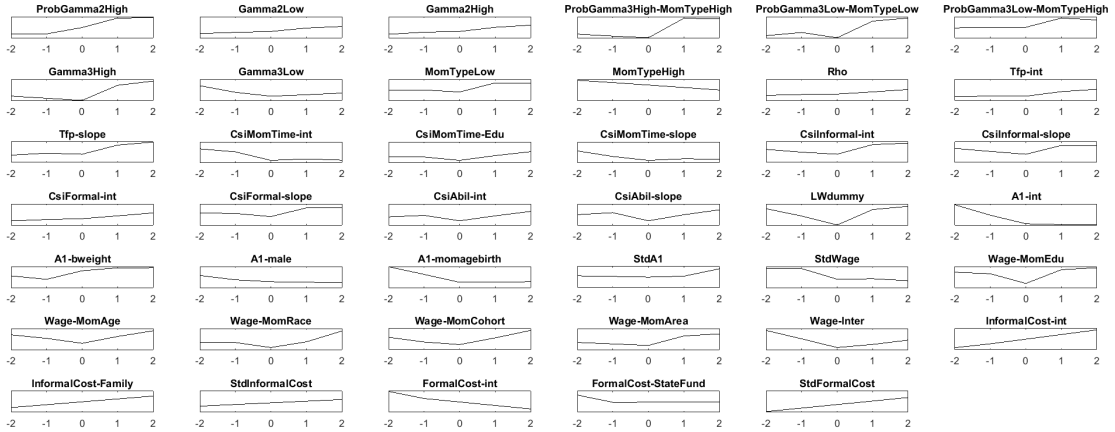 ProbGamma2High Gamma2Low Gamma2High ProbGamma3High-MomTypeHigh ProbGamma3Low-MomTypeLow ProbGamma3Low-MomTypeHigh
-2 -1 0 1 2 -2 -1 0 1 2 -2 -1 0 1 2 -2 -1 0 1 2 -2 -1 0 1 2 -2 -1 0 1 2
Gamma3High Gamma3Low MomTypeLow MomTypeHigh Rho Tfp-int
-2 -1 0 1 2 -2 -1 0 1 2 -2 -1 0 1 2 -2 -1 0 1 2 -2 -1 0 1 2 -2 -1 0 1 2
Tfp-slope CsiMomTime-int CsiMomTime-Edu CsiMomTime-slope CsiInformal-int CsiInformal-slope
-2 -1 0 1 2 -2 -1 0 1 2 -2 -1 0 1 2 -2 -1 0 1 2 -2 -1 0 1 2 -2 -1 0 1 2
CsiFormal-int CsiFormal-slope CsiAbil-int CsiAbil-slope LWdummy A1-int
-2 -1 0 1 2 -2 -1 0 1 2 -2 -1 0 1 2 -2 -1 0 1 2 -2 -1 0 1 2 -2 -1 0 1 2
A1-bweight A1-male A1-momagebirth StdA1 StdWage Wage-MomEdu
-2 -1 0 1 2 -2 -1 0 1 2 -2 -1 0 1 2 -2 -1 0 1 2 -2 -1 0 1 2 -2 -1 0 1 2
Wage-MomAge Wage-MomRace Wage-MomCohort Wage-MomArea Wage-Inter InformalCost-int
-2 -1 0 1 2 -2 -1 0 1 2 -2 -1 0 1 2 -2 -1 0 1 2 -2 -1 0 1 2 -2 -1 0 1 2
InformalCost-Family StdInformalCost FormalCost-int FormalCost-StateFund StdFormalCost
-2 -1 0 1 2 -2 -1 0 1 2 -2 -1 0 1 2 -2 -1 0 1 2 -2 -1 0 1 2